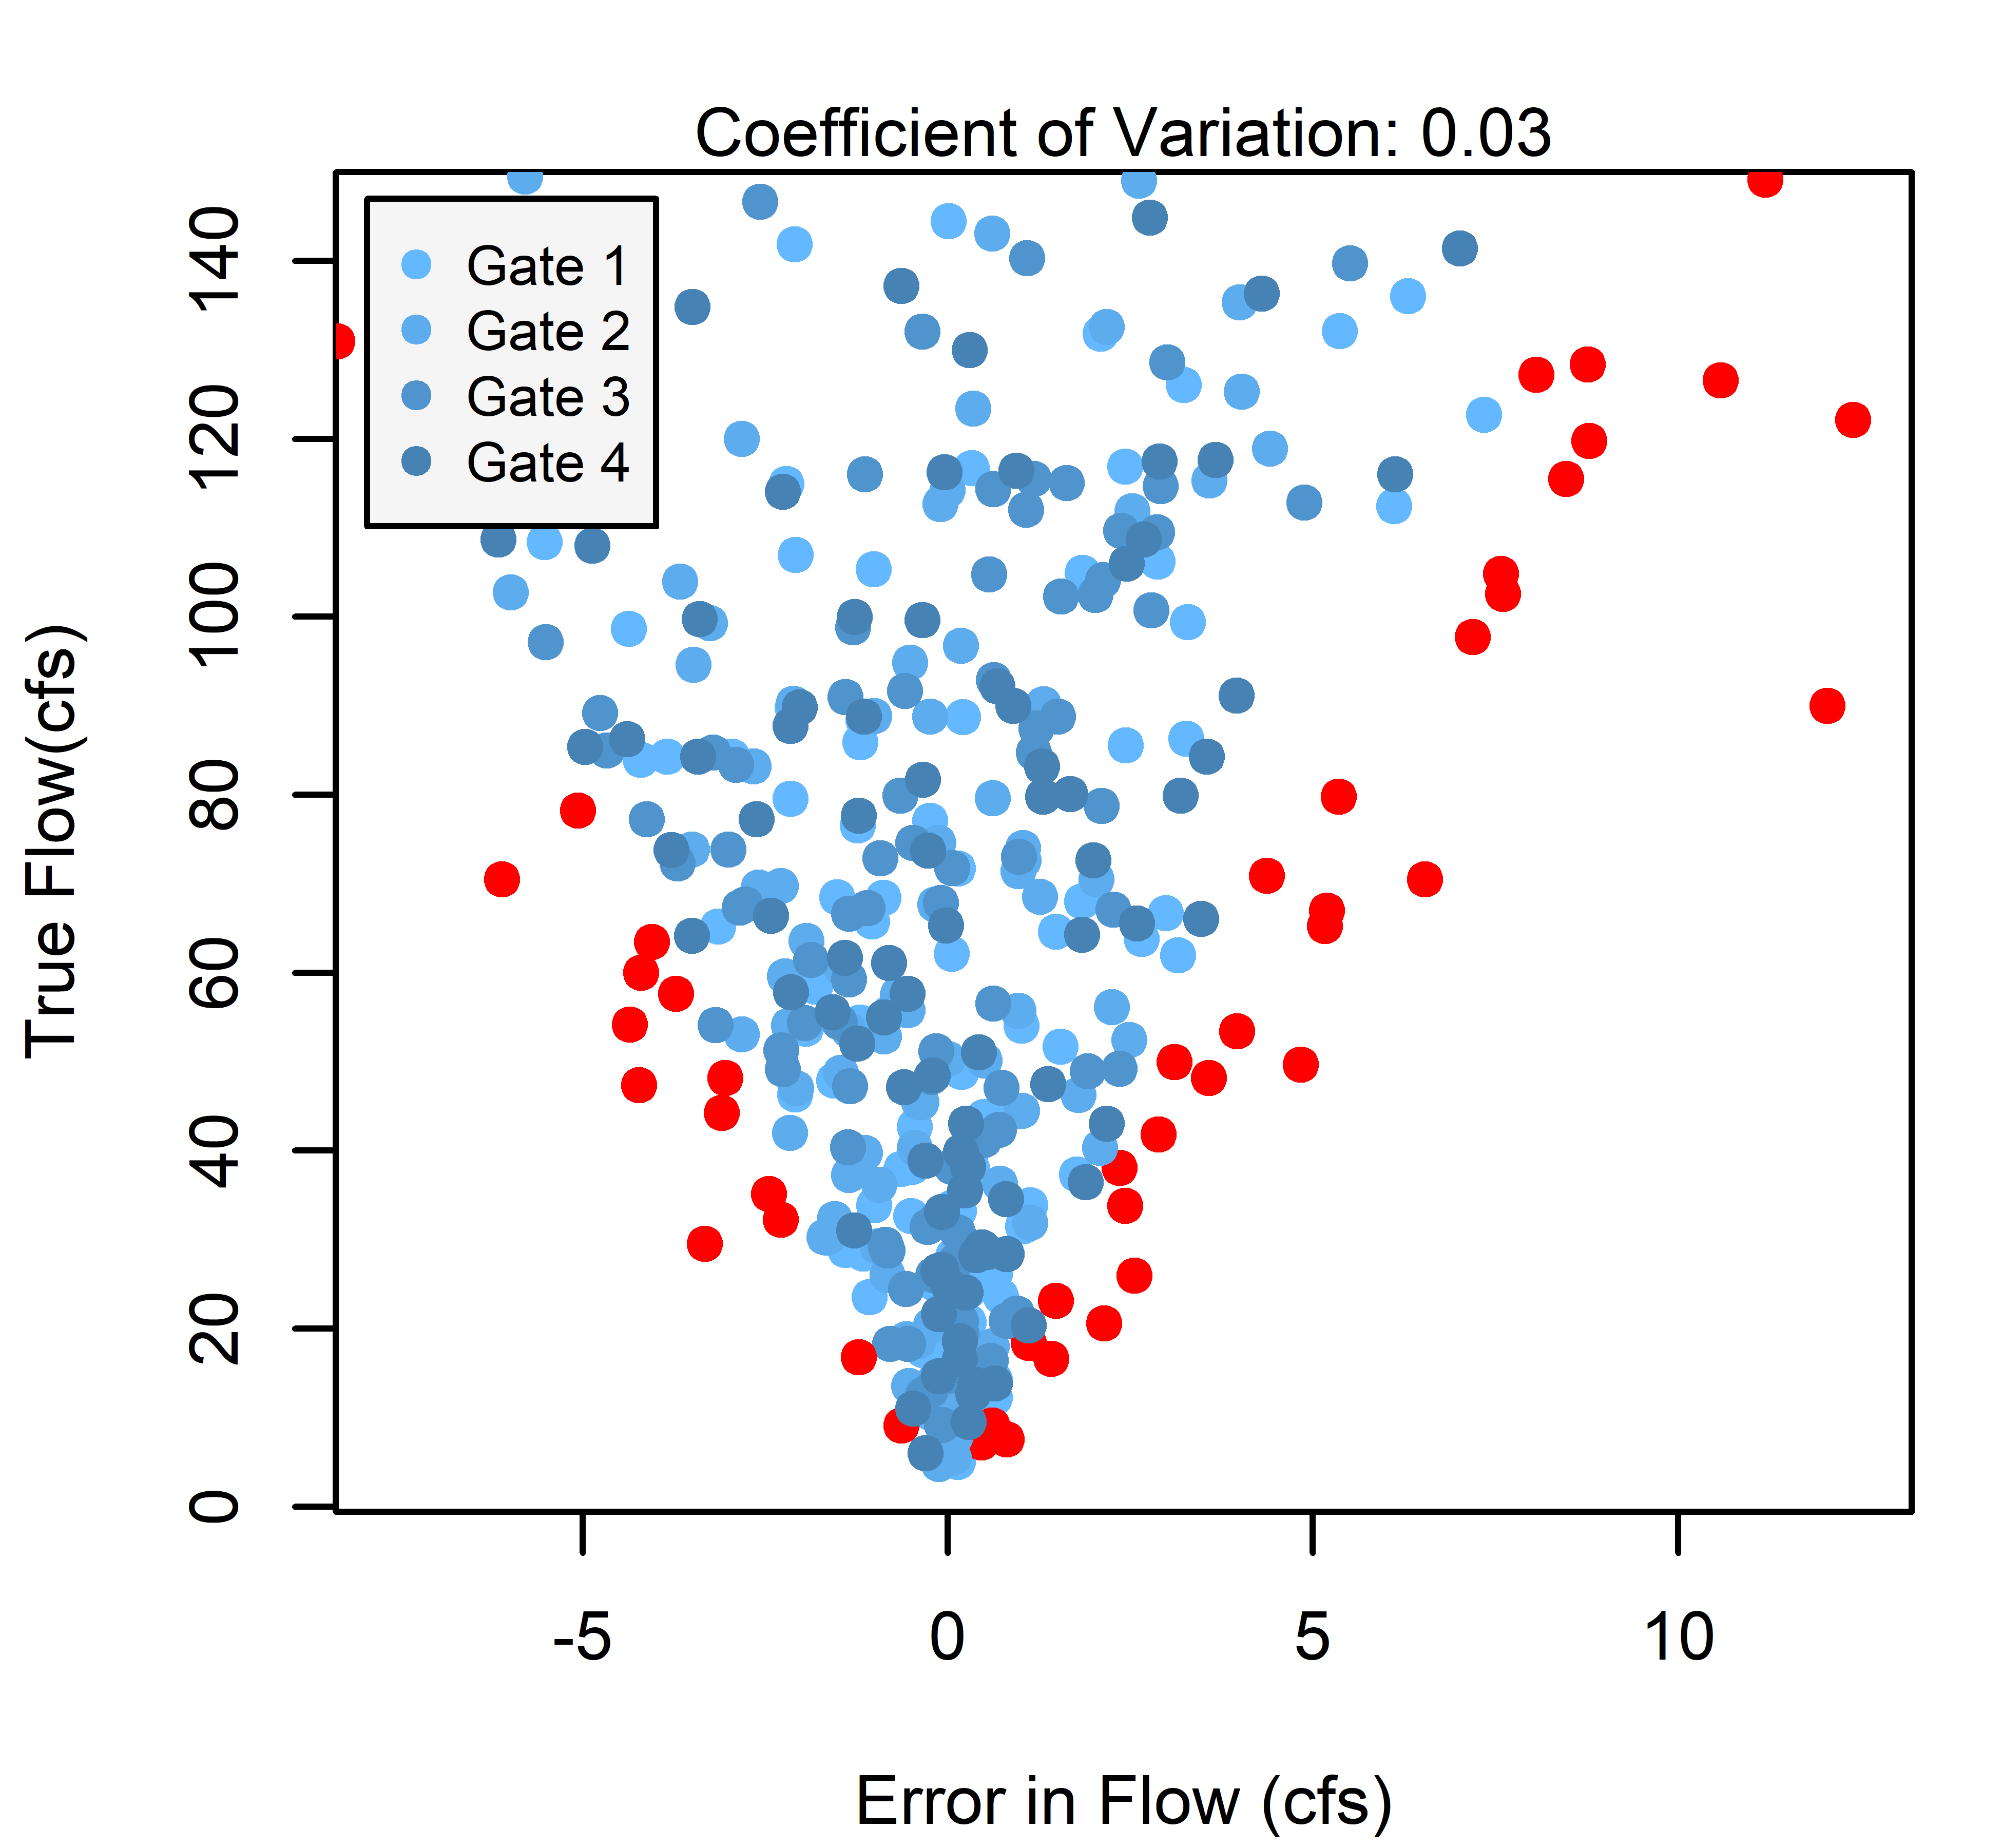 Coefficient of Variation: 0.03
Gate 1
Gate 2
Gate 3
Gate 4
True Flow(cfs)
140
120
100
80
60
40
20
0
-5 0 5 10
Error in Flow (cfs)